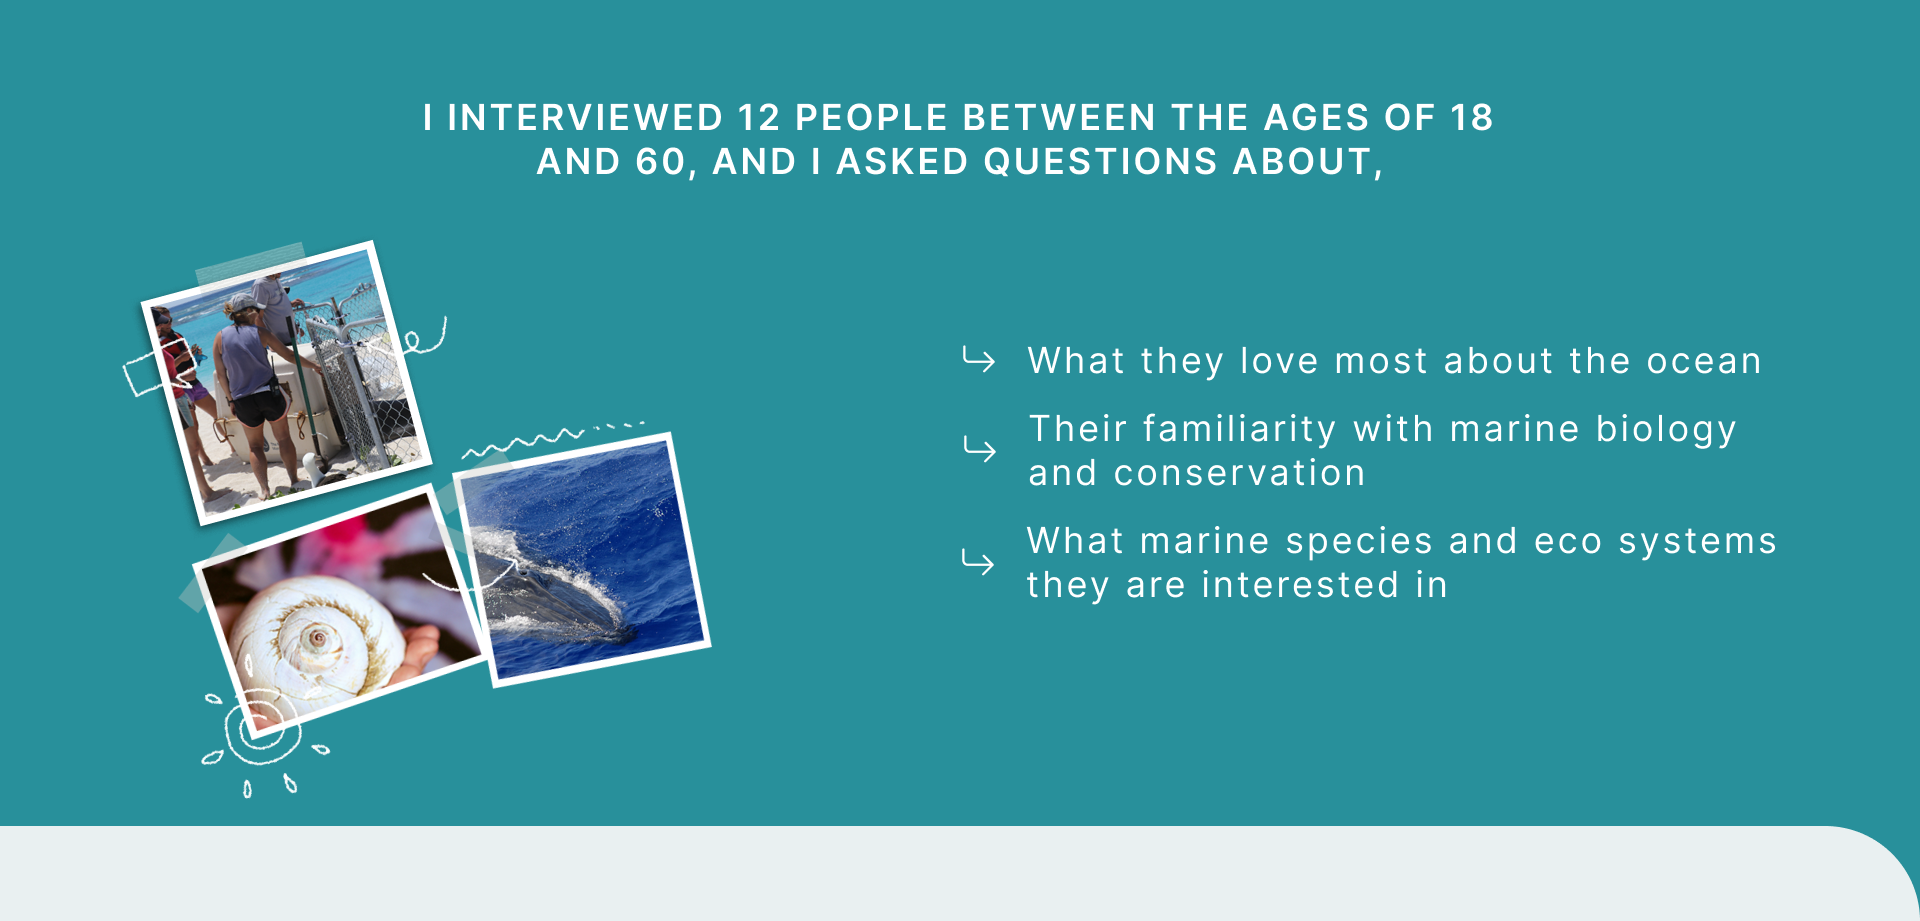 I INTERVIEWED 12 PEOPLE BETWEEN THE AGES OF 18
AND 60, AND I ASKED QUESTIONS ABOUT,
What they love most about the ocean
Their familiarity with marine biology
and conservation
What marine species and eco systems
they are interested in